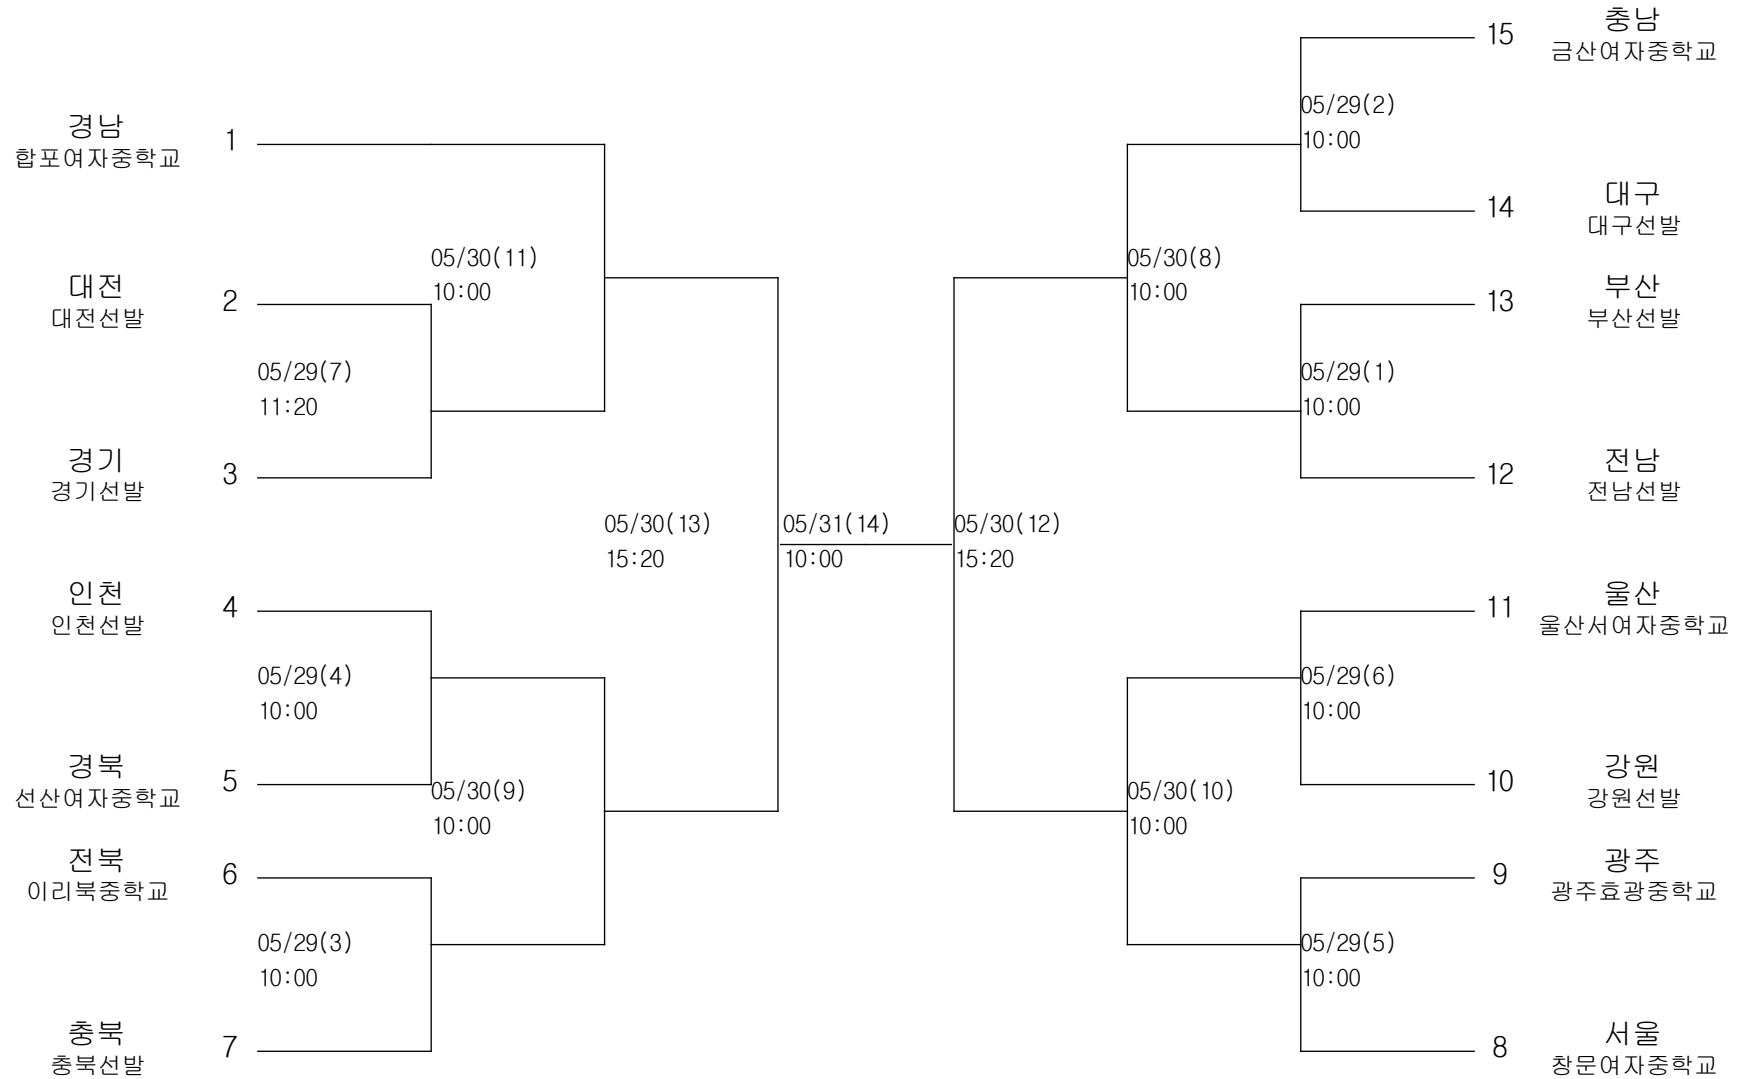 경남
합포여자중학교
1
대전
대전선발
2
05/30(11)
10:00
05/29(7)
11:20
경기
경기선발
3
05/30(13)
15:20
인천
인천선발
4
05/29(4)
10:00
경북
선산여자중학교
5
05/30(9)
10:00
전북
이리북중학교
6
05/29(3)
10:00
충북
충북선발
7
05/31(14)
10:00
15
충남
금산여자중학교
05/29(2)
10:00
14
대구
대구선발
05/30(8)
10:00
13
부산
부산선발
05/29(1)
10:00
12
전남
전남선발
05/30(12)
15:20
11
울산
울산서여자중학교
05/29(6)
10:00
10
강원
강원선발
05/30(10)
10:00
9
광주
광주효광중학교
05/29(5)
10:00
8
서울
창문여자중학교